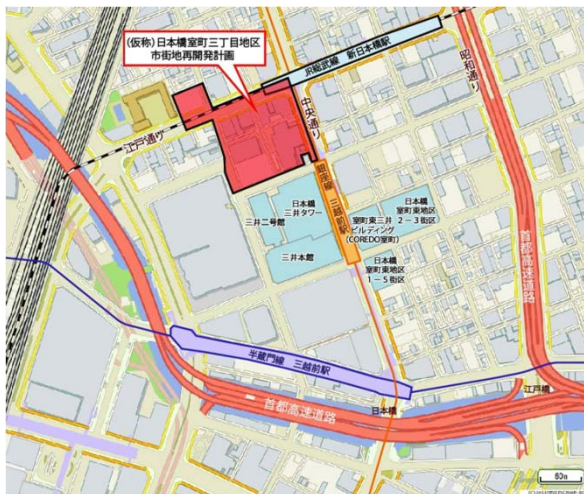 (仮称)日本橋室町三丁目地区
市街地再開発計画
JR総武線 新日本橋駅
昭和通り
中央通り
江戸通り
銀座線 三越前駅
日本橋
三井タワー
三井二号館
三井本館
日本橋
室町東地区
2-3街区
室町東三井
ビルディング
(COREDO室町)
日本橋
室町東地区
1-5街区
首都高速道路
半蔵門線 三越前駅
首都高速道路
日本橋
江戸橋